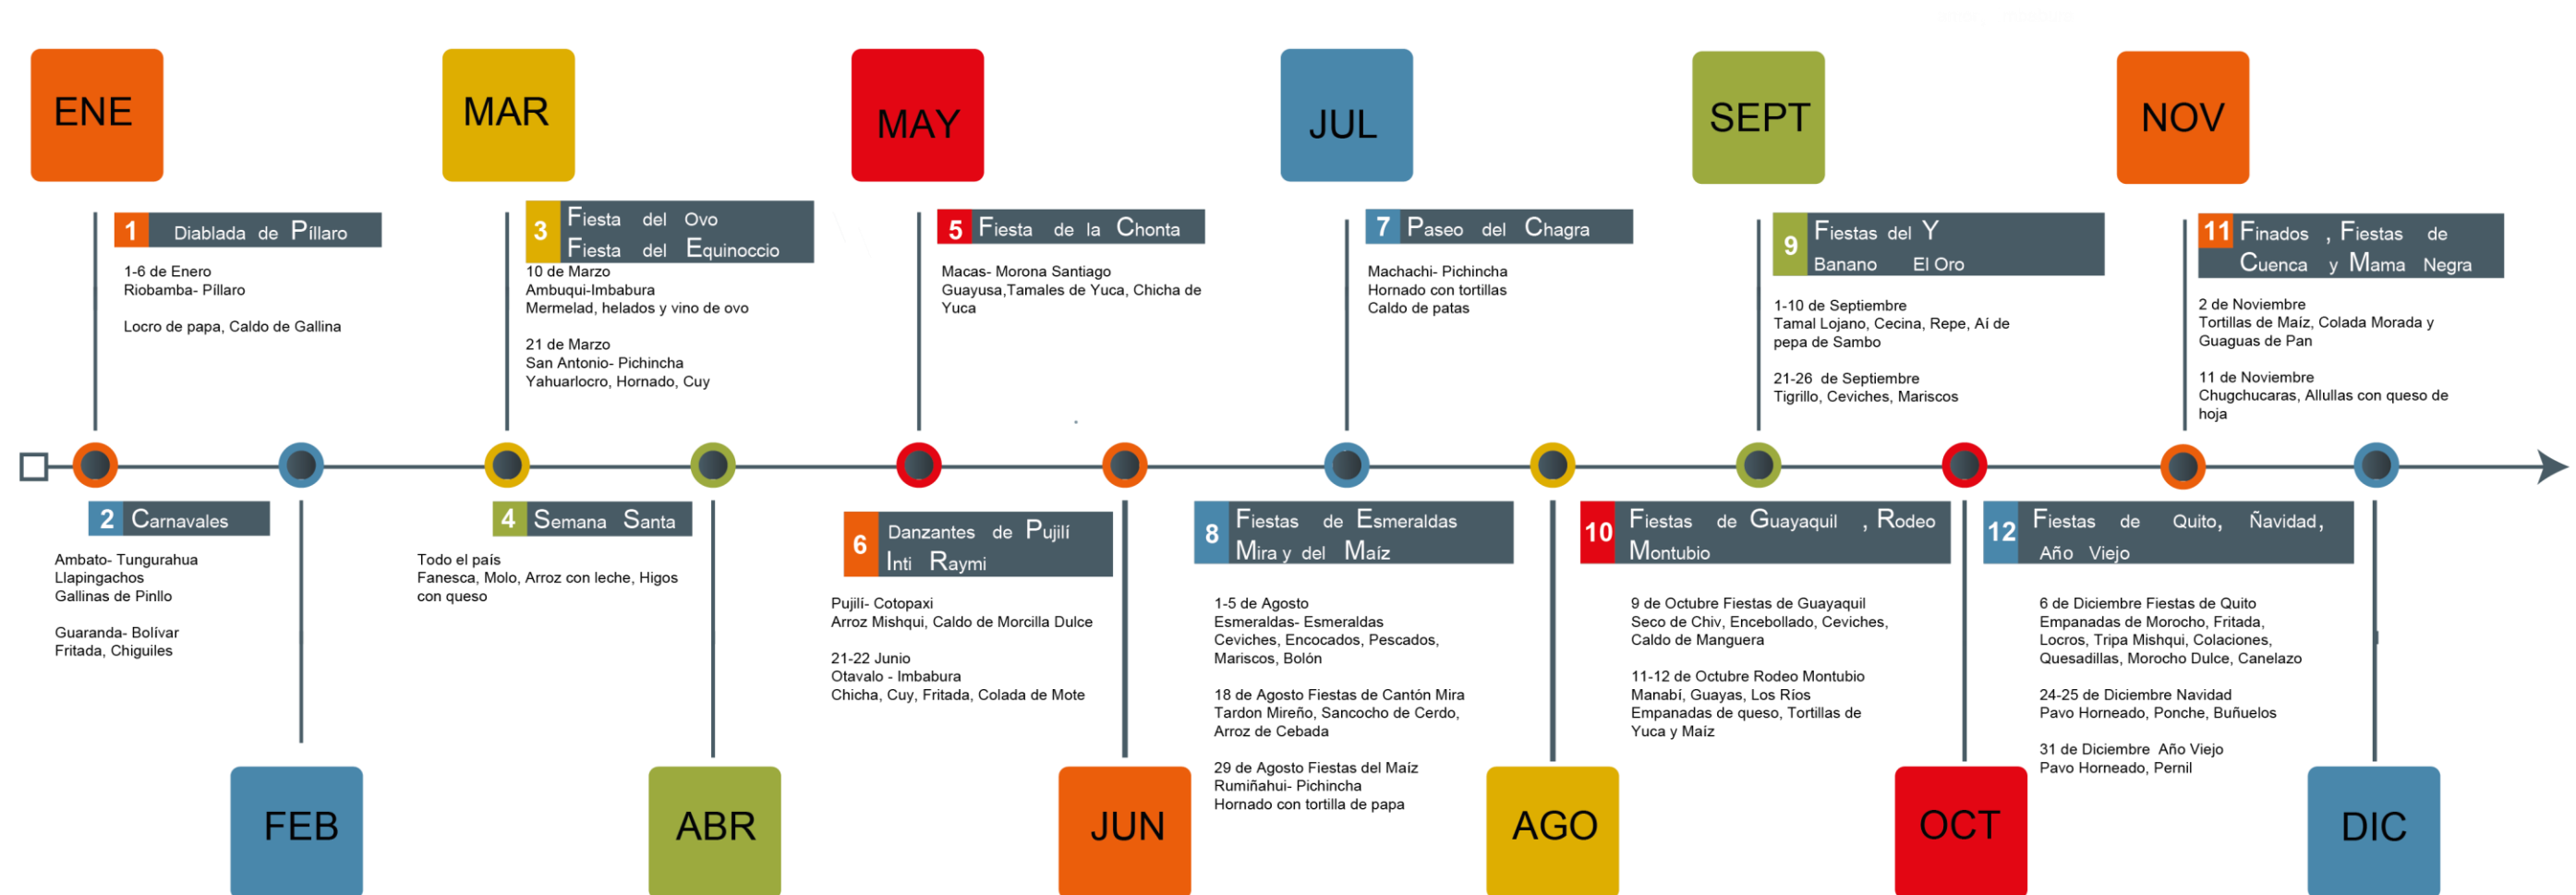 ENE
MAR
MAY
JUL
SEPT
NOV
1 Diablada de Píllaro
1-6 de Enero
Riobamba- Píllaro
Locro de papa, Caldo de Gallina
3 Fiesta del Ovo
Fiesta del Equinoccio
10 de Marzo
Ambuqui-Imbabura
Mermelad, helados y vino de ovo
21 de Marzo
San Antonio- Pichincha
Yahuarlocro, Hornado, Cuy
5 Fiesta de la Chonta
Macas- Morona Santiago
Guayusa,Tamales de Yuca, Chicha de
Yuca
7 Paseo del Chagra
Machachi- Pichincha
Hornado con tortillas
Caldo de patas
9 Fiestas del Y
Banano El Oro
1-10 de Septiembre
Tamal Lojano, Cecina, Repe, Aí de
pepa de Sambo
21-26 de Septiembre
Tigrillo, Ceviches, Mariscos
11 Finados , Fiestas de
Cuenca y Mama Negra
2 de Noviembre
Tortillas de Maíz, Colada Morada y
Guaguas de Pan
11 de Noviembre
Chugchucaras, Allullas con queso de
hoja
2 Carnavales
Ambato- Tungurahua
Llapingachos
Gallinas de Pinllo
Guaranda- Bolívar
Fritada, Chiguiles
4 Semana Santa
Todo el país
Fanesca, Molo, Arroz con leche, Higos
con queso
6 Danzantes de Pujilí
Inti Raymi
Pujilí- Cotopaxi
Arroz Mishqui, Caldo de Morcilla Dulce
21-22 Junio
Otavalo - Imbabura
Chicha, Cuy, Fritada, Colada de Mote
8 Fiestas de Esmeraldas
Mira y del Maíz
1-5 de Agosto
Esmeraldas- Esmeraldas
Ceviches, Encocados, Pescados,
Mariscos, Bolón
18 de Agosto Fiestas de Cantón Mira
Tardon Mireño, Sancocho de Cerdo,
Arroz de Cebada
29 de Agosto Fiestas del Maíz
Rumiñahui- Pichincha
Hornado con tortilla de papa
10 Fiestas de Guayaquil , Rodeo
Montubio
9 de Octubre Fiestas de Guayaquil
Seco de Chiv, Encebollado, Ceviches,
Caldo de Manguera
11-12 de Octubre Rodeo Montubio
Manabí, Guayas, Los Ríos
Empanadas de queso, Tortillas de
Yuca y Maíz
12 Fiestas de Quito, Ñavidad,
Año Viejo
6 de Diciembre Fiestas de Quito
Empanadas de Morocho, Fritada,
Locros, Tripa Mishqui, Colaciones,
Quesadillas, Morocho Dulce, Canelazo
24-25 de Diciembre Navidad
Pavo Horneado, Ponche, Buñuelos
31 de Diciembre Año Viejo
Pavo Horneado, Pernil
FEB
ABR
JUN
AGO
OCT
DIC